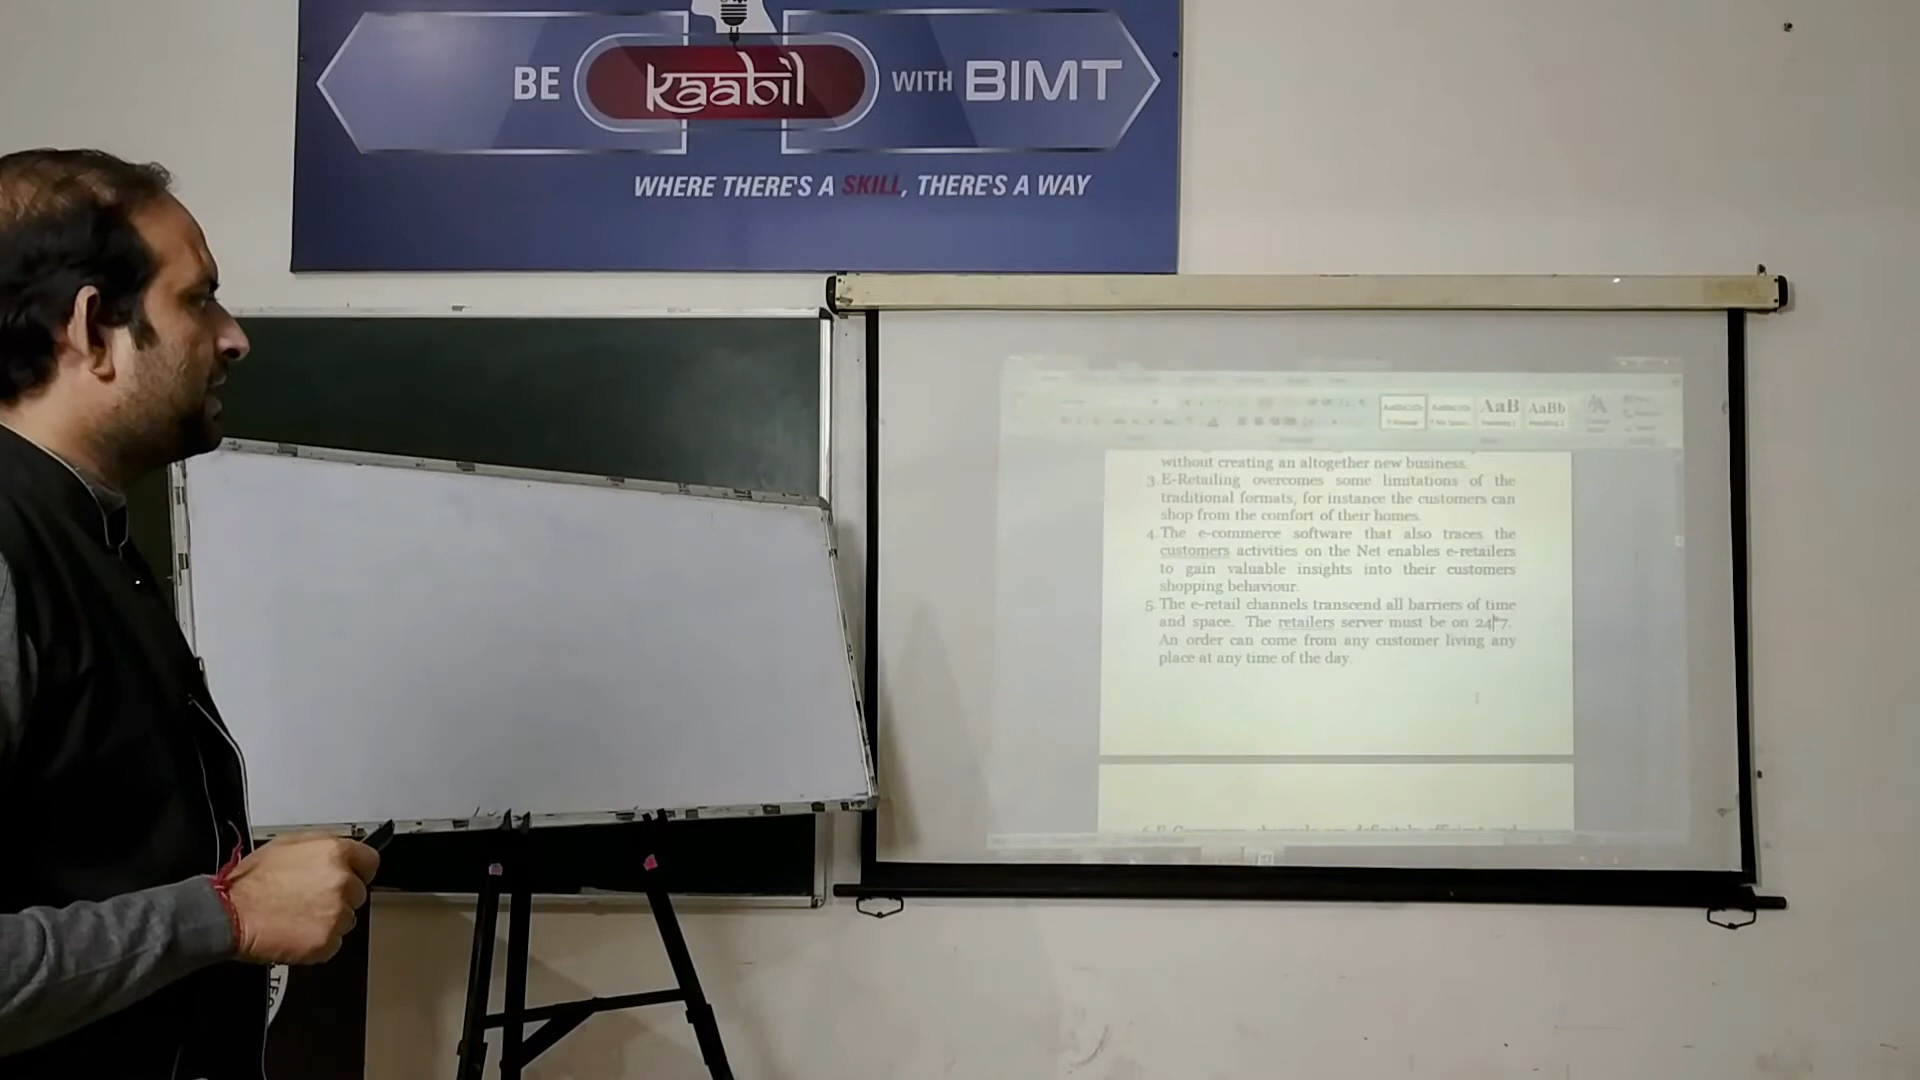 BE kaabil WITH BIMT
WHERE THERE'S A SKILL, THERE'S A WAY
AaB AaBb
without creating an altogether new business.
3. E-Retailing overcomes some limitations of the
traditional formats, for instance the customers can
shop from the comfort of their homes.
4. The e-commerce software that also traces the
customers activities on the Net enables e-retailers
to gain valuable insights into their customers
shopping behaviour.
5. The e-retail channels transcend all barriers of time
and space. The retailers server must be on 24*7.
An order can come from any customer living any
place at any time of the day.